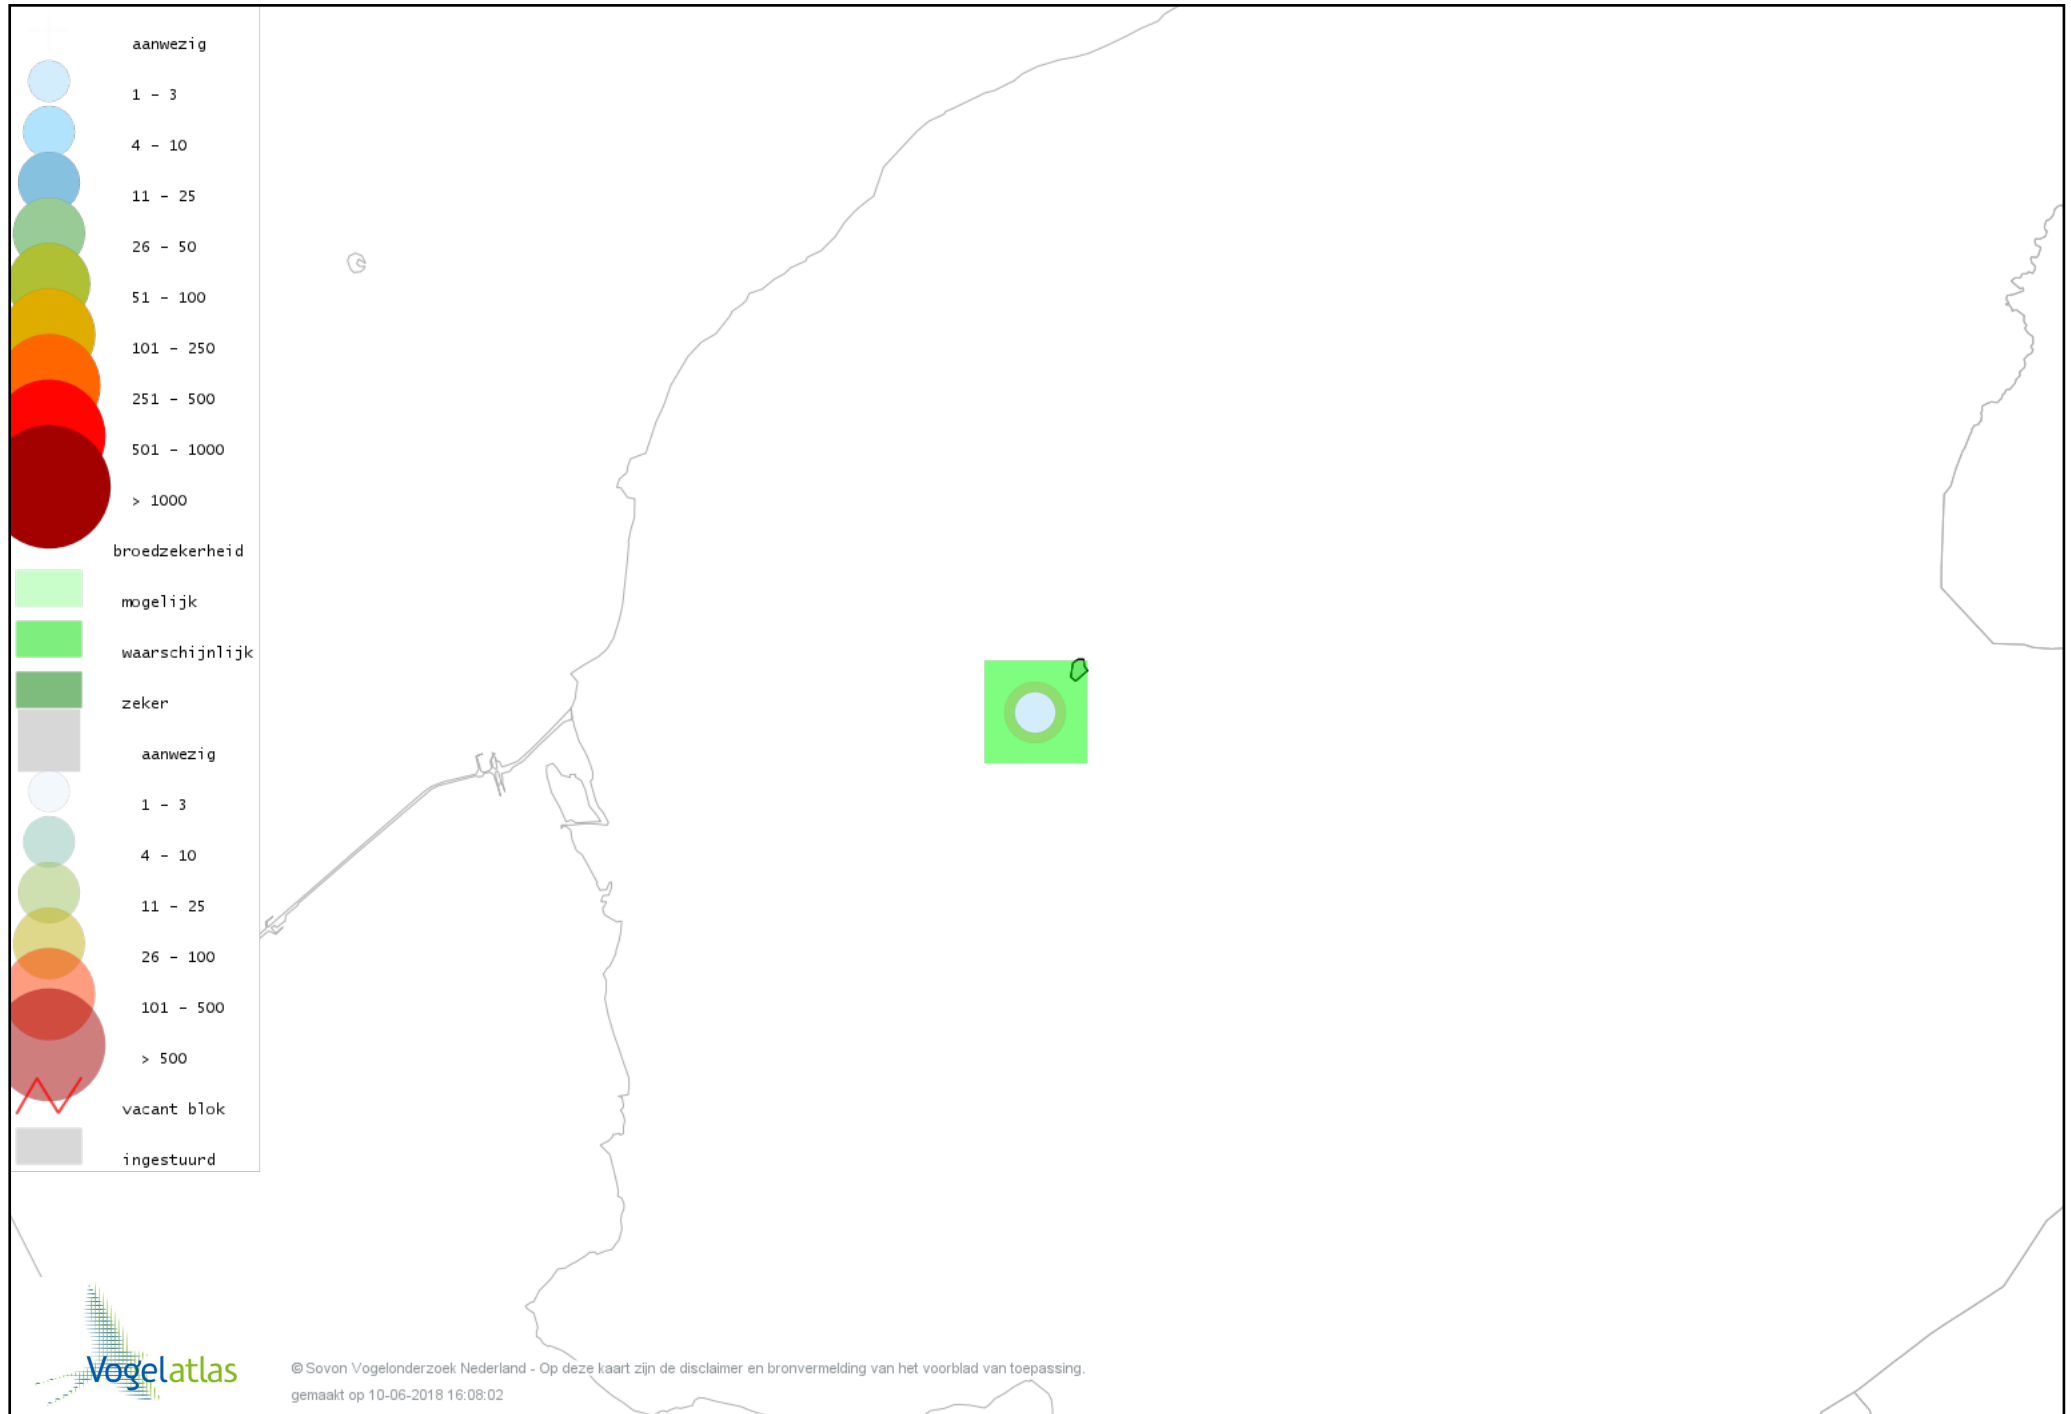 aanwezig
1 - 3
4 - 10
11 - 25
26 - 50
51 - 100
101 - 250
251 - 500
501 - 1000
> 1000
broedzekerheid
mogelijk
waarschijnlijk
zeker
aanwezig
1 - 3
4 - 10
11 - 25
26 - 100
101 - 500
> 500
vacant blok
ingestuurd
Vogelatlas
© Sovon Vogelonderzoek Nederland - Op deze kaart zijn de disclaimer en bronvermelding van het voorblad van toepassing.
gemaakt op 10-06-2018 16:08:02